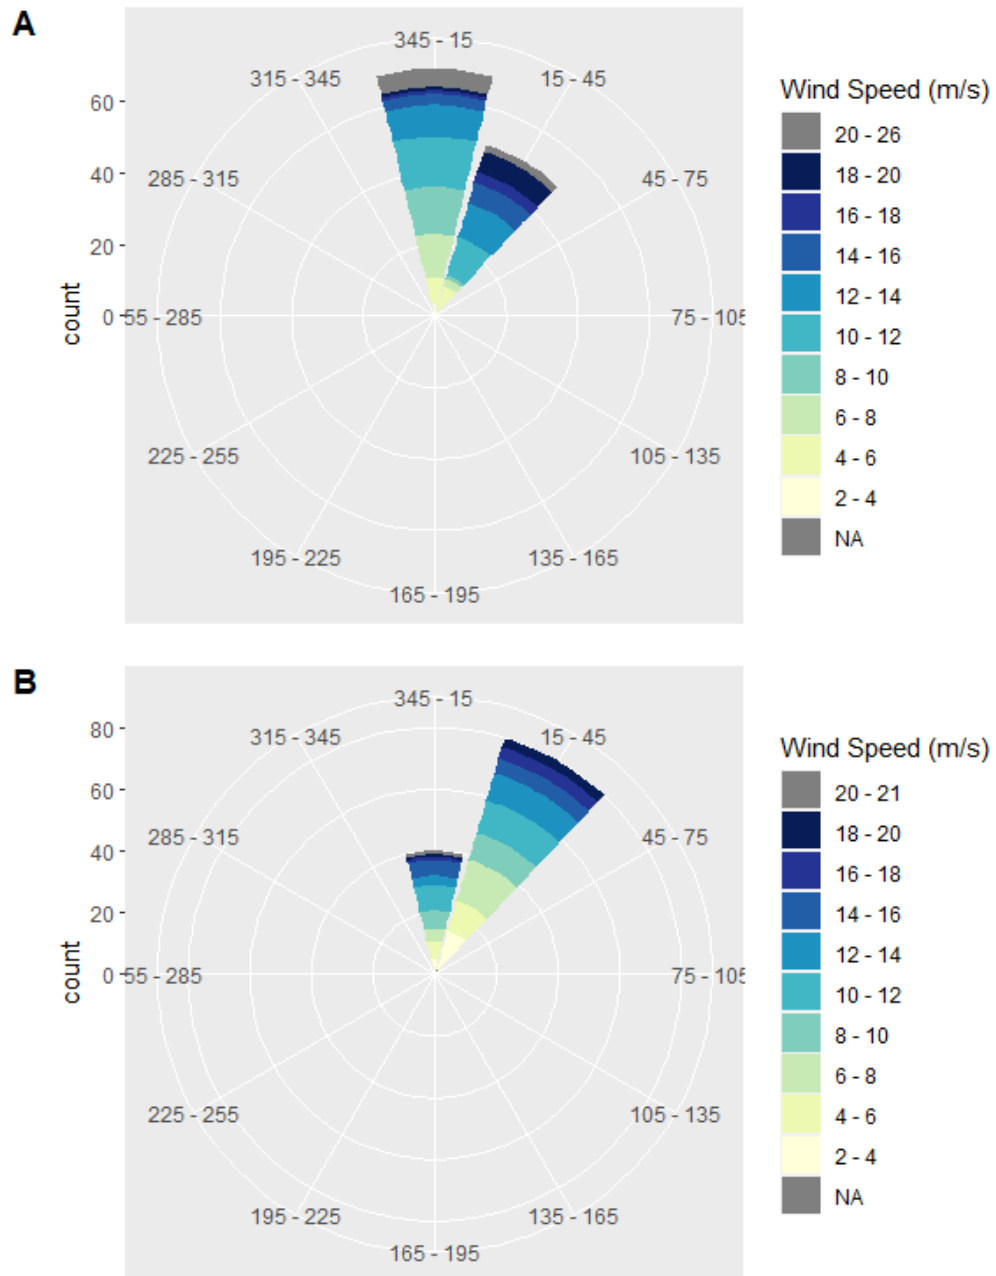 A
345 - 15
315 - 345
15 - 45
60
285 - 315
45 - 75
40
20
0
55 - 285
75 - 105
count
225 - 255
105 - 135
195 - 225
135 - 165
165 - 195
Wind Speed (m/s)
20 - 26
18 - 20
16 - 18
14 - 16
12 - 14
10 - 12
8 - 10
6 - 8
4 - 6
2 - 4
NA
B
345 - 15
80
315 - 345
15 - 45
60
285 - 315
45 - 75
40
20
0
55 - 285
75 - 105
count
225 - 255
105 - 135
195 - 225
135 - 165
165 - 195
Wind Speed (m/s)
20 - 21
18 - 20
16 - 18
14 - 16
12 - 14
10 - 12
8 - 10
6 - 8
4 - 6
2 - 4
NA